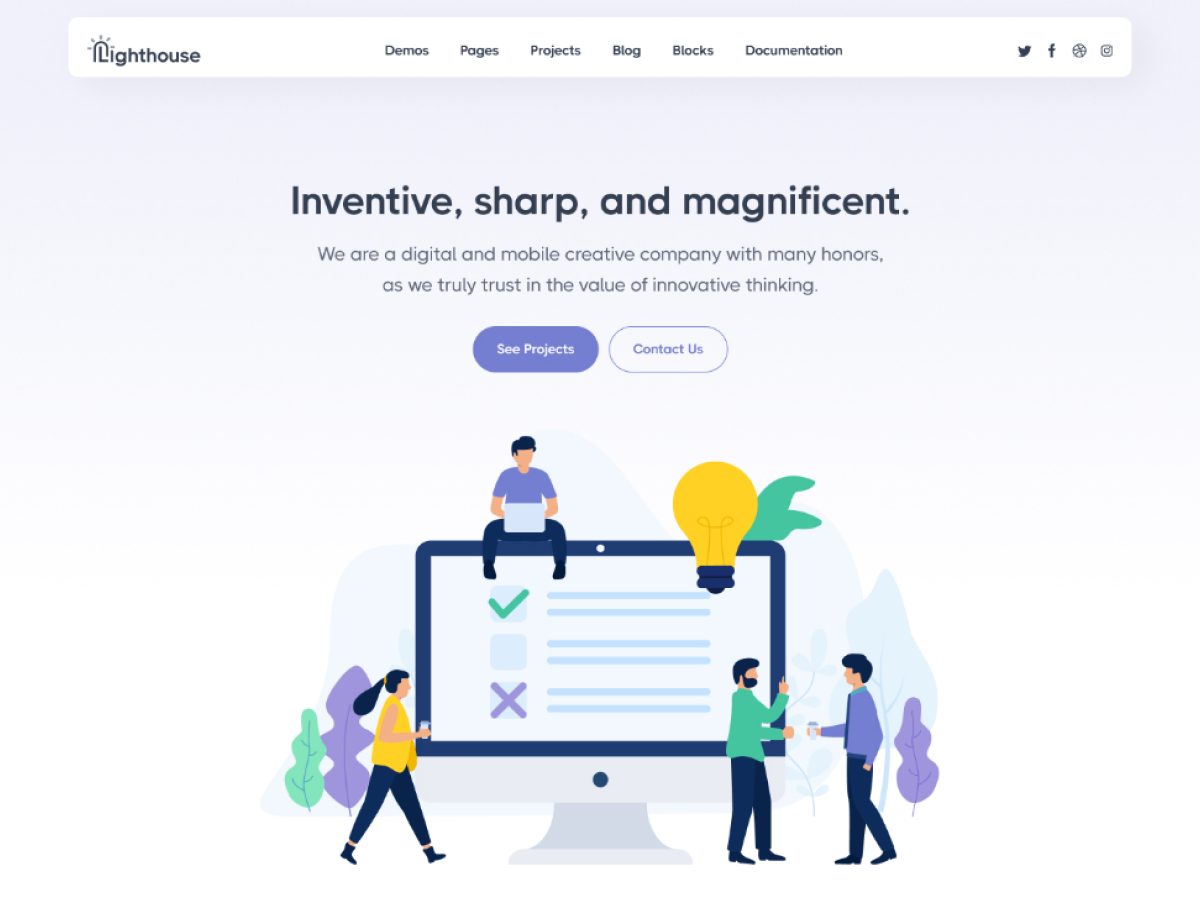 Lighthouse
Demos Pages Projects Blog Blocks Documentation
Inventive, sharp, and magnificent.
We are a digital and mobile creative company with many honors,
as we truly trust in the value of innovative thinking.
See Projects Contact Us